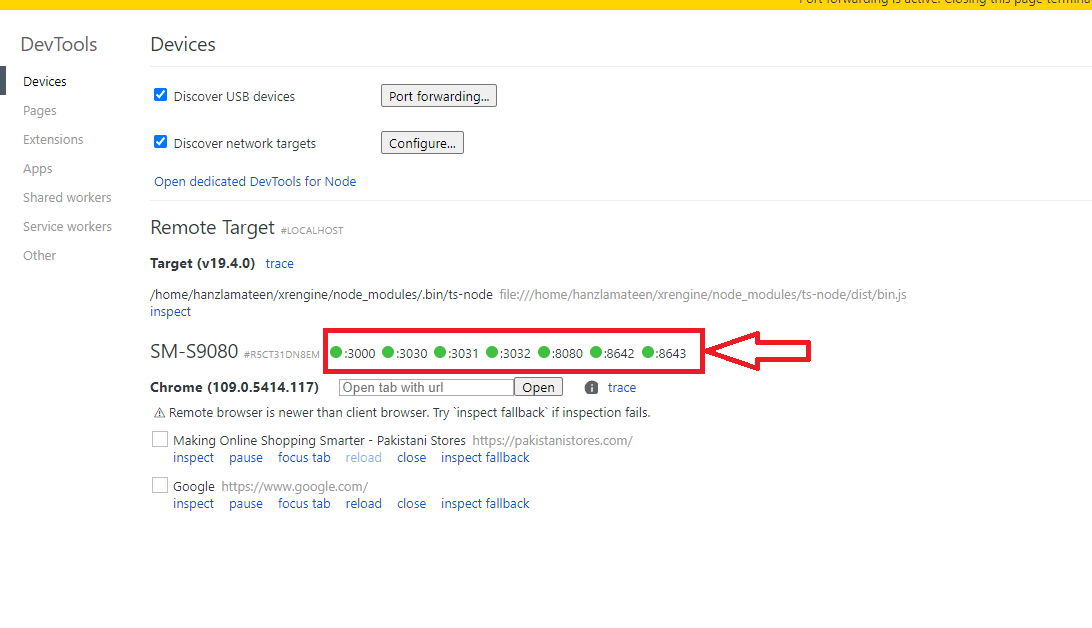 Port forwarding is active. Closing this page termina
DevTools
Devices
Devices
Pages
Extensions
Apps
Shared workers
Service workers
Other
Discover USB devices
Port forwarding...
Discover network targets
Configure...
Open dedicated DevTools for Node
Remote Target #LOCALHOST
Target (v19.4.0) trace
/home/hanzlamateen/xrengine/node_modules/.bin/ts-node file:///home/hanzlamateen/xrengine/node_modules/ts-node/dist/bin.js
inspect
SM-S9080 #R5CT31DN8EM :3000 :3030 :3031 :3032 :8080 :8642 :8643
Chrome (109.0.5414.117) Open tab with url Open i trace
⚠ Remote browser is newer than client browser. Try `inspect fallback` if inspection fails.
Making Online Shopping Smarter - Pakistani Stores https://pakistanistores.com/
inspect pause focus tab reload close inspect fallback
Google https://www.google.com/
inspect pause focus tab reload close inspect fallback